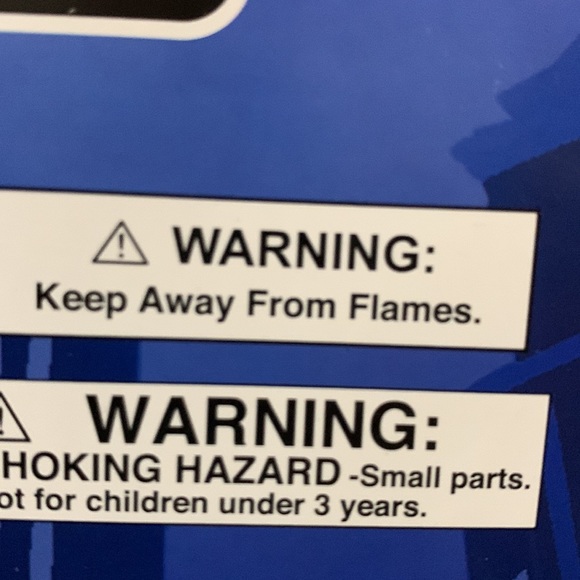 WARNING:
Keep Away From Flames.
WARNING:
HOKING HAZARD -Small parts.
ot for children under 3 years.